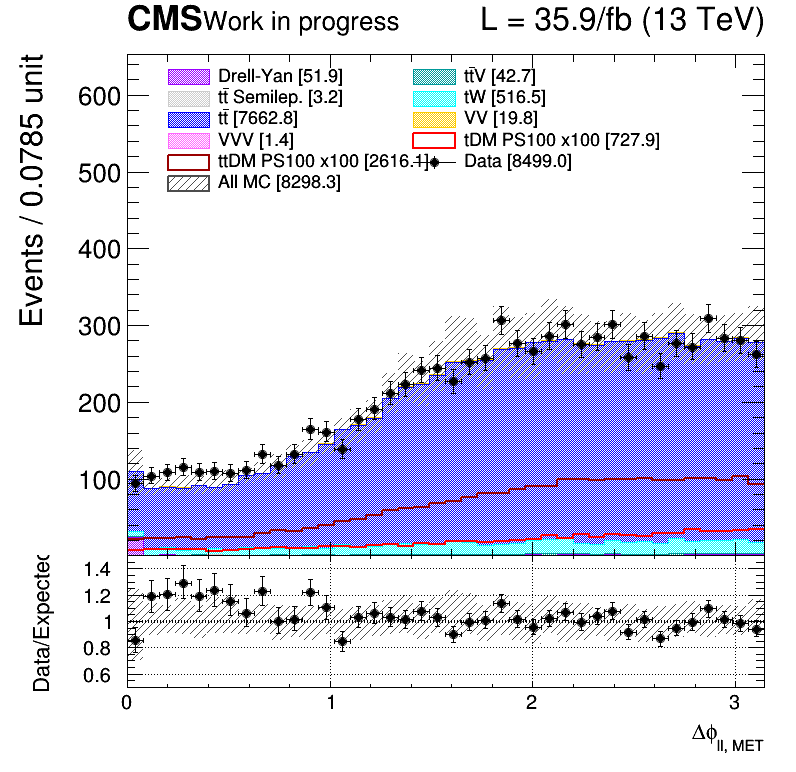 CMS Work in progress L = 35.9/fb (13 TeV)
Events / 0.0785 unit
Drell-Yan [51.9] tt̄V [42.7]
tt̄ Semilep. [3.2] tW [516.5]
tt̄ [7662.8] VV [19.8]
VVV [1.4] tDM PS100 x100 [727.9]
ttDM PS100 x100 [2616.1] Data [8499.0]
All MC [8298.3]
600
500
400
300
200
100
Data/Expected
1.4
1.2
1
0.8
0.6
0 1 2 3
Δϕll, MET